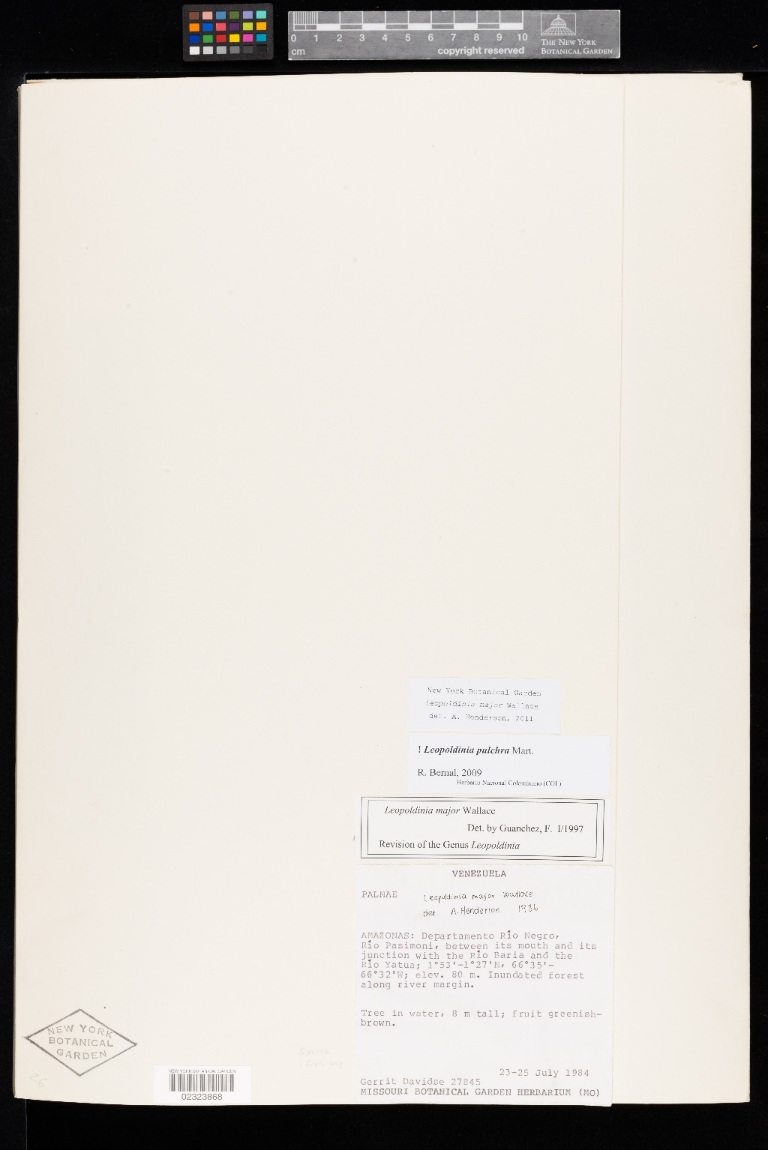 0 1 2 3 4 5 6 7 8 9 10
cm
copyright reserved
THE NEW YORK
BOTANICAL GARDEN
New York Botanical Garden
Leopoldinia major Wallace
det. A. Henderson, 2011
! Leopoldinia pulchra Mart.
R. Bernal, 2009
Herbario Nacional Colombiano (COL)
Leopoldinia major Wallace
Det. by Guanchez, F. I/1997
Revision of the Genus Leopoldinia
VENEZUELA
PALMAE Leopoldinia major Wallace
det A. Henderson 1986
AMAZONAS: Departamento Río Negro,
Río Pasimoni, between its mouth and its
junction with the Río Baria and the
Río Yatua; 1°53'-1°27'N, 66°35'-
66°32'W; elev. 80 m. Inundated forest
along river margin.
Tree in water, 8 m tall; fruit greenish-
brown.
23-25 July 1984
Gerrit Davidse 27845
MISSOURI BOTANICAL GARDEN HERBARIUM (MO)
NEW YORK
BOTANICAL
GARDEN
26
NEW YORK BOTANICAL GARDEN
02323868